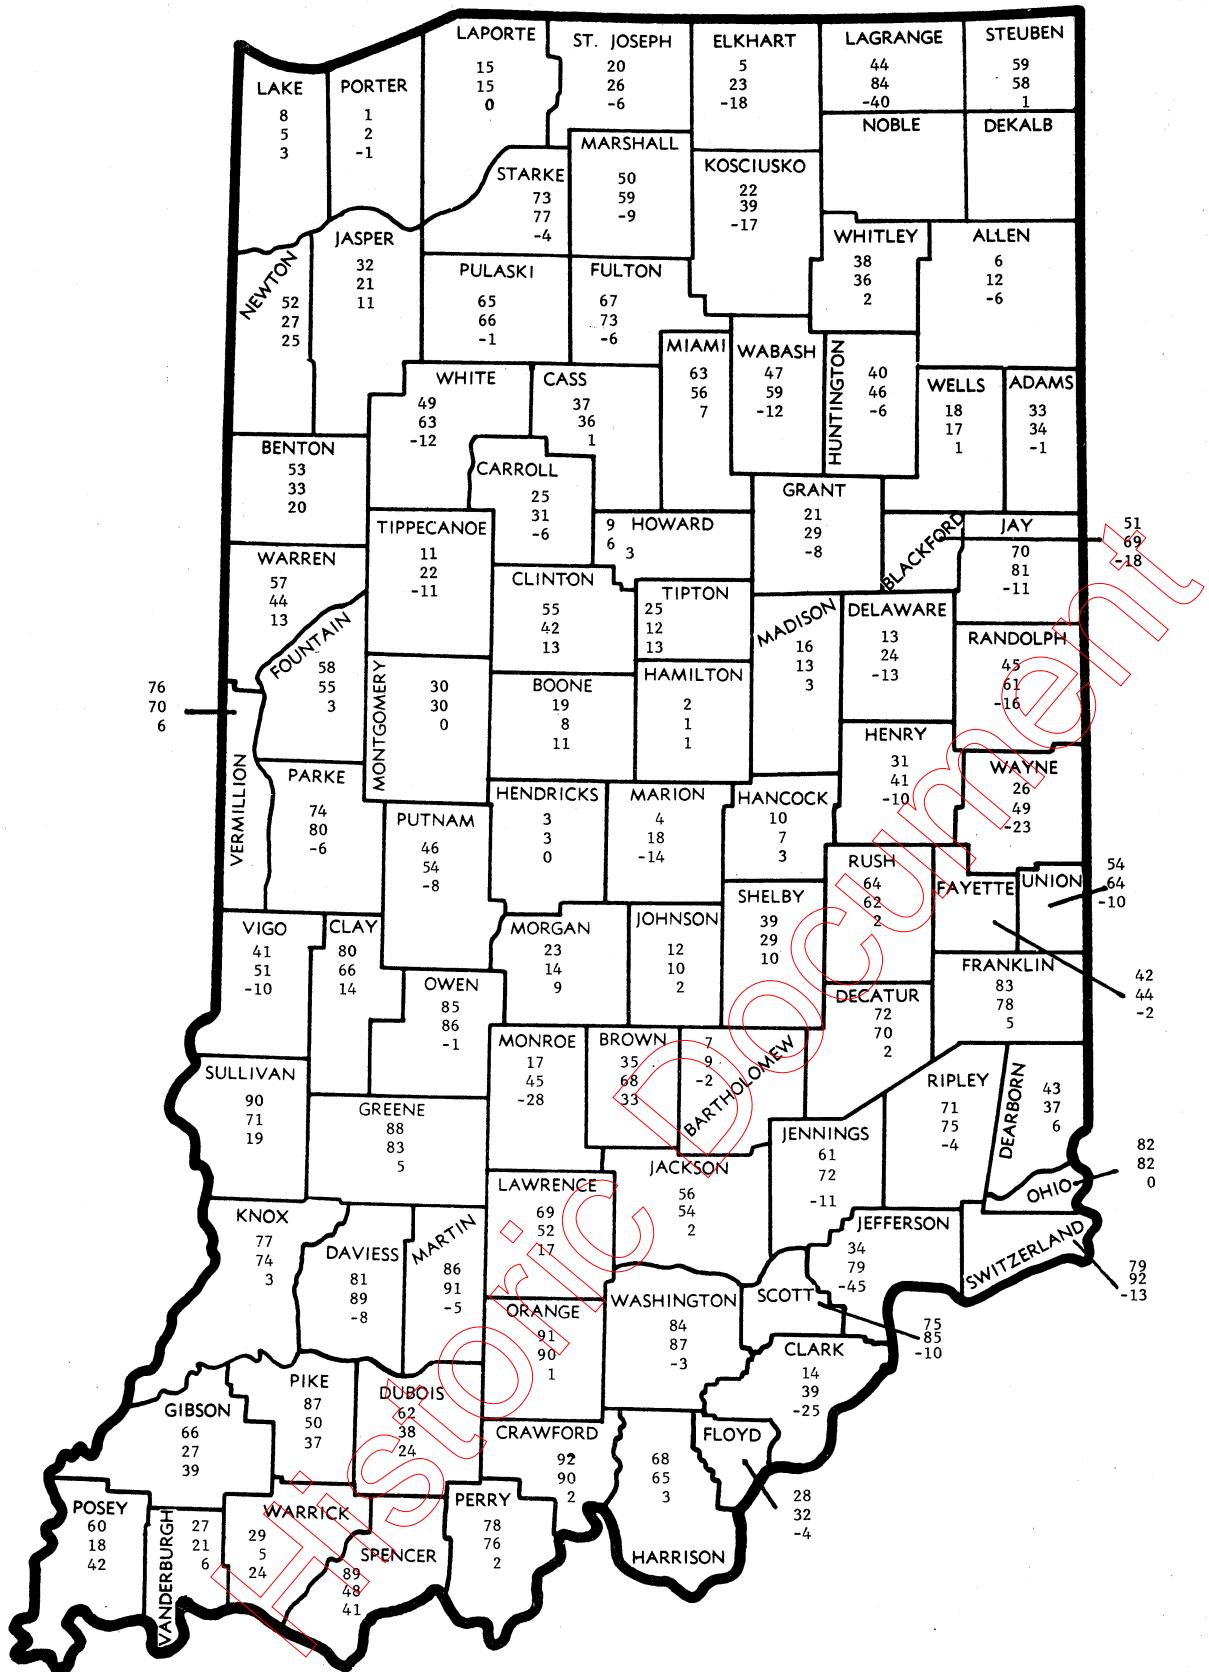 LAPORTE
15
15
0
ST. JOSEPH
20
26
-6
ELKHART
5
23
-18
LAGRANGE
44
84
-40
STEUBEN
59
58
1
LAKE
8
5
3
PORTER
1
2
-1
NOBLE
DEKALB
MARSHALL
50
59
-9
STARKE
73
77
-4
KOSCIUSKO
22
39
-17
JASPER
32
21
11
NEWTON
52
27
25
WHITLEY
38
36
2
ALLEN
6
12
-6
PULASKI
65
66
-1
FULTON
67
73
-6
MIAMI
63
56
7
WABASH
47
59
-12
HUNTINGTON
40
46
-6
WHITE
49
63
-12
CASS
37
36
1
WELLS
18
17
1
ADAMS
33
34
-1
BENTON
53
33
20
CARROLL
25
31
-6
GRANT
21
29
-8
TIPPECANOE
11
22
-11
HOWARD
9
6
3
BLACKFORD
51
69
-18
JAY
70
81
-11
WARREN
57
44
13
CLINTON
55
42
13
TIPTON
25
12
13
MADISON
16
13
3
DELAWARE
13
24
-13
RANDOLPH
45
61
-16
FOUNTAIN
58
55
3
MONTGOMERY
30
30
0
BOONE
19
8
11
HAMILTON
2
1
1
76
70
6
VERMILLION
HENRY
31
41
-10
WAYNE
26
49
-23
PARKE
74
80
-6
PUTNAM
46
54
-8
HENDRICKS
3
3
0
MARION
4
18
-14
HANCOCK
10
7
3
RUSH
64
62
2
FAYETTE
42
44
-2
UNION
54
64
-10
SHELBY
39
29
10
VIGO
41
51
-10
CLAY
80
66
14
MORGAN
23
14
9
JOHNSON
12
10
2
FRANKLIN
83
78
5
OWEN
85
86
-1
DECATUR
72
70
2
MONROE
17
45
-28
BROWN
35
68
33
BARTHOLOMEW
7
9
-2
SULLIVAN
90
71
19
GREENE
88
83
5
RIPLEY
71
75
-4
DEARBORN
43
37
6
JENNINGS
61
72
-11
JACKSON
56
54
2
OHIO
82
82
0
LAWRENCE
69
52
17
KNOX
77
74
3
DAVIESS
81
89
-8
MARTIN
86
91
-5
JEFFERSON
34
79
-45
SWITZERLAND
79
92
-13
ORANGE
91
90
1
WASHINGTON
84
87
-3
SCOTT
75
85
-10
CLARK
14
39
-25
PIKE
87
50
37
DUBOIS
62
38
24
GIBSON
66
27
39
CRAWFORD
92
90
2
FLOYD
28
32
-4
68
65
3
HARRISON
POSEY
60
18
42
VANDERBURGH
27
21
6
WARRICK
29
5
24
SPENCER
89
48
41
PERRY
78
76
2
Historic Document